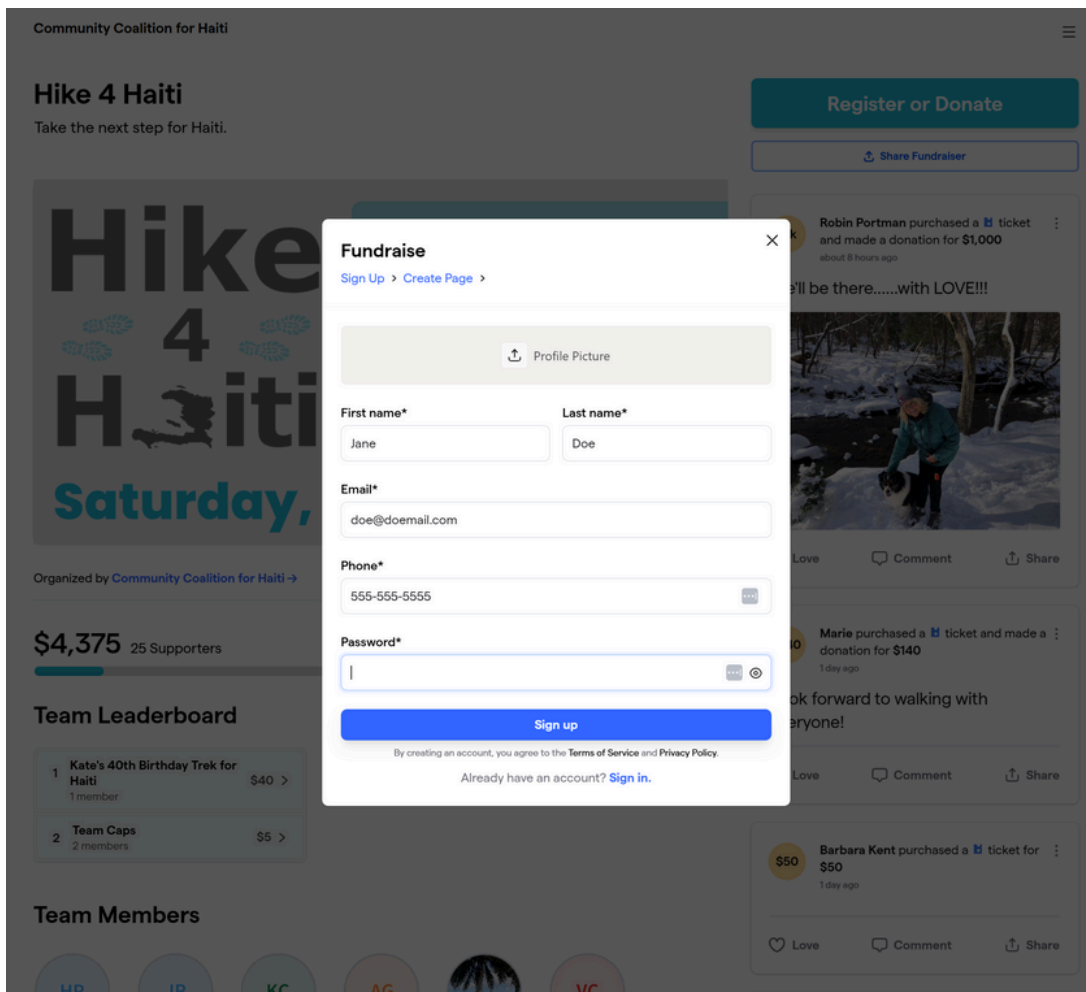 Community Coalition for Haiti
Hike 4 Haiti
Take the next step for Haiti.
Register or Donate
Share Fundraiser
Hike
4
H iti
Saturday,
Organized by Community Coalition for Haiti →
$4,375 25 Supporters
Team Leaderboard
1 Kate's 40th Birthday Trek for
Haiti
1 member
$40 >
2 Team Caps
2 members
$5 >
Team Members
HP JP KC AG VC
Fundraise
Sign Up > Create Page >
Profile Picture
First name* Last name*
Jane Doe
Email*
doe@doemail.com
Phone*
555-555-5555
Password*
Sign up
By creating an account, you agree to the Terms of Service and Privacy Policy.
Already have an account? Sign in.
k
Robin Portman purchased a ticket
and made a donation for $1,000
about 8 hours ago
'll be there......with LOVE!!!
Love Comment Share
Marie purchased a ticket and made a
donation for $140
1 day ago
ok forward to walking with
eryone!
Love Comment Share
$50
Barbara Kent purchased a ticket for
$50
1 day ago
Love Comment Share